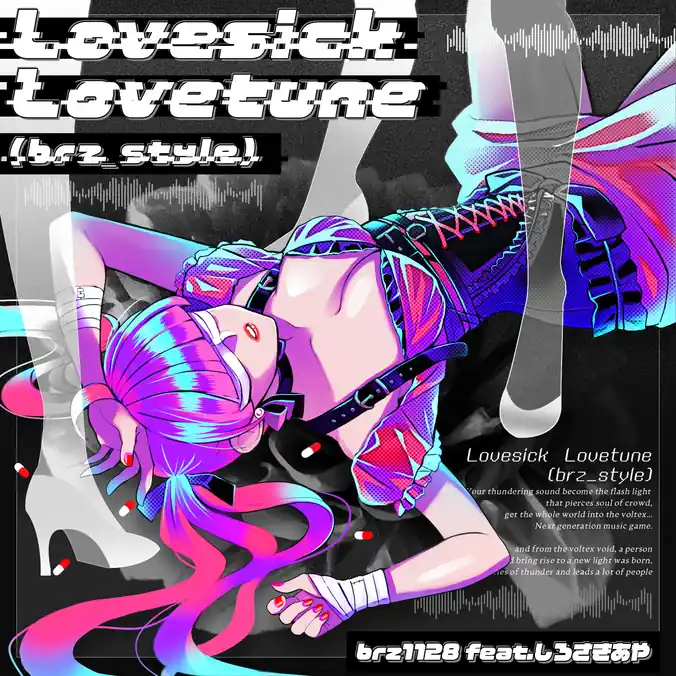 Lovesick
Lovetune
(brz_style)
Lovesick Lovetune
(brz_style)
Your thundering sound become the flash light
that pierces soul of crowd,
get the whole world into the voltex...
Next generation music game.
and from the voltex void, a person
bring rise to a new light was born,
of thunder and leads a lot of people
brz1128 feat.しろさきあや